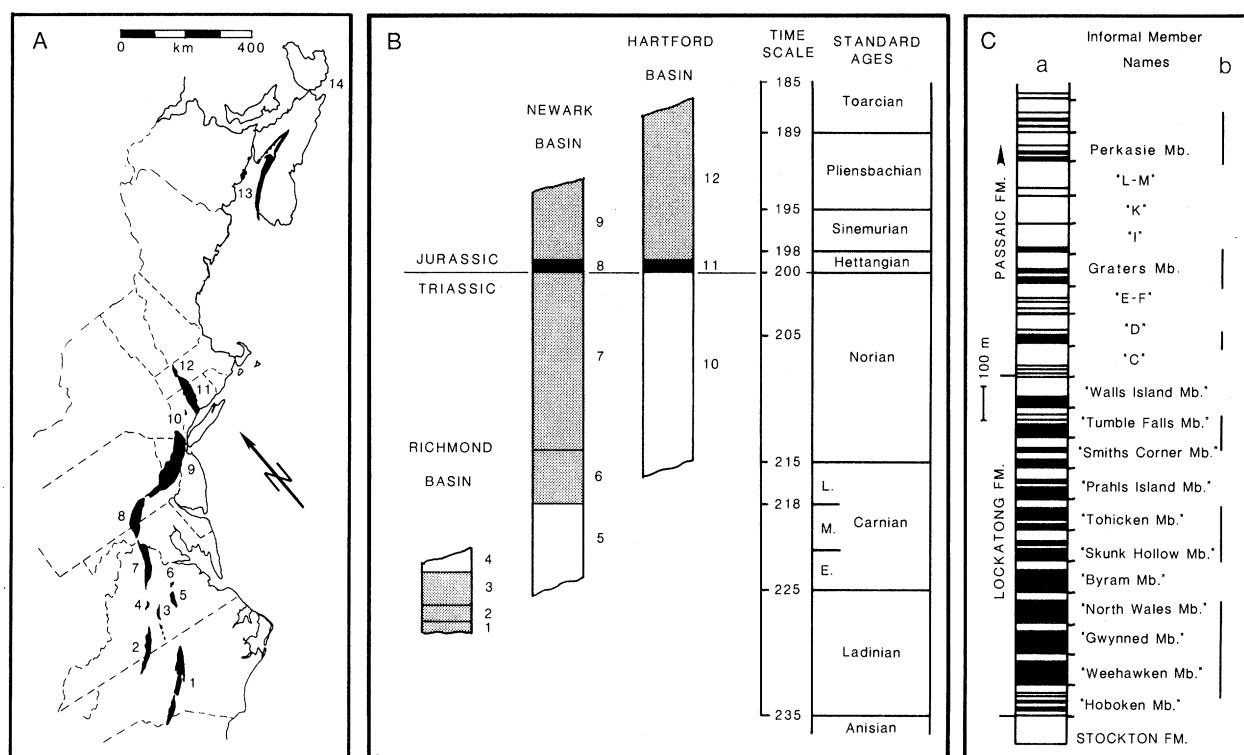 A
0 km 400
14
13
12
11
10
9
8
7
6
5
4
3
2
1
B
HARTFORD
BASIN
NEWARK
BASIN
TIME
SCALE
STANDARD
AGES
185
Toarcian
189
Pliensbachian
12
195
9
Sinemurian
198
JURASSIC
8
11
Hettangian
200
TRIASSIC
205
7
10
Norian
RICHMOND
BASIN
6
215
L.
218
M.
Carnian
5
E.
4
3
225
2
1
Ladinian
235
Anisian
C
Informal Member
Names
a
b
PASSAIC FM.
Perkasie Mb.
"L-M"
"K"
"I"
Graters Mb.
"E-F"
"D"
"C"
100 m
LOCKATONG FM.
"Walls Island Mb."
"Tumble Falls Mb."
"Smiths Corner Mb."
"Prahls Island Mb."
"Tohicken Mb."
"Skunk Hollow Mb."
"Byram Mb."
"North Wales Mb."
"Gwynned Mb."
"Weehawken Mb."
"Hoboken Mb."
STOCKTON FM.